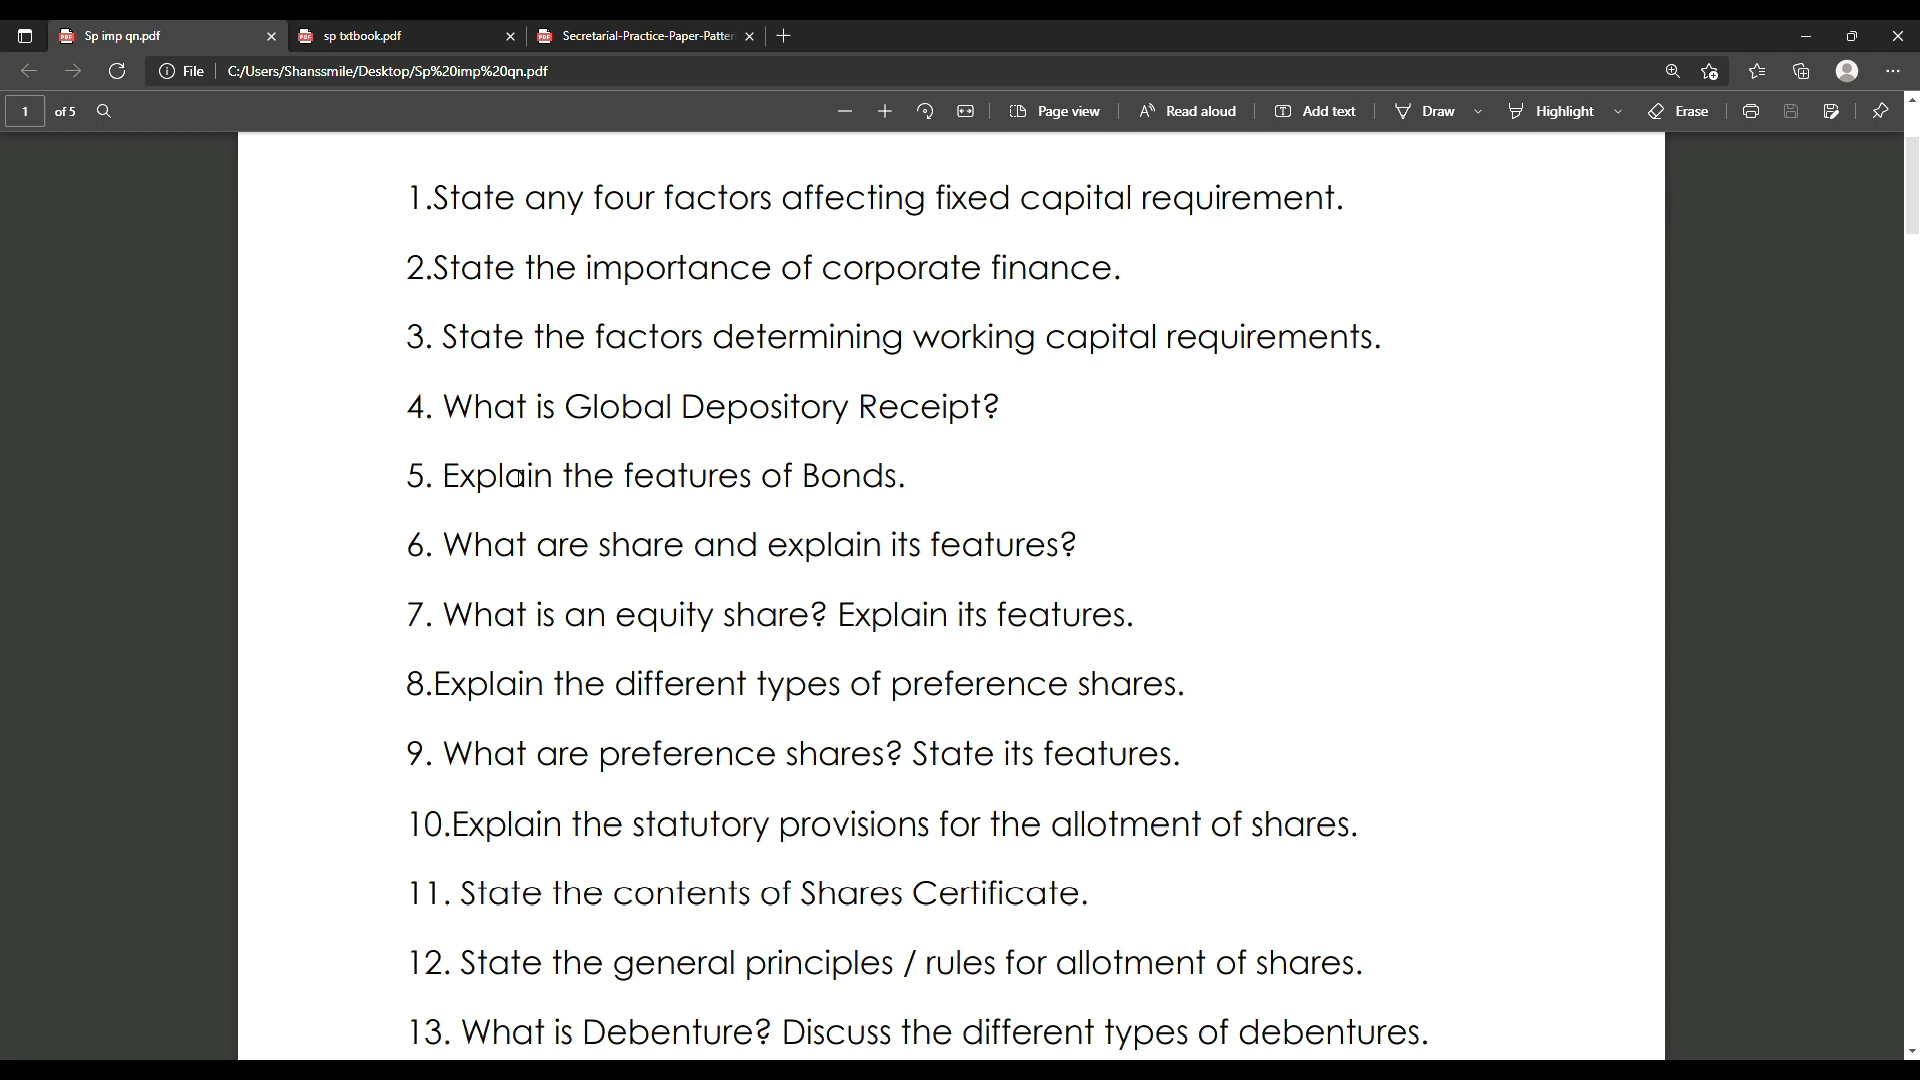 Sp imp qn.pdf
sp txtbook.pdf
Secretarial-Practice-Paper-Patter
File
C:/Users/Shanssmile/Desktop/Sp%20imp%20qn.pdf
1 of 5
Page view
Read aloud
Add text
Draw
Highlight
Erase
1.State any four factors affecting fixed capital requirement.
2.State the importance of corporate finance.
3. State the factors determining working capital requirements.
4. What is Global Depository Receipt?
5. Explain the features of Bonds.
6. What are share and explain its features?
7. What is an equity share? Explain its features.
8.Explain the different types of preference shares.
9. What are preference shares? State its features.
10.Explain the statutory provisions for the allotment of shares.
11. State the contents of Shares Certificate.
12. State the general principles / rules for allotment of shares.
13. What is Debenture? Discuss the different types of debentures.